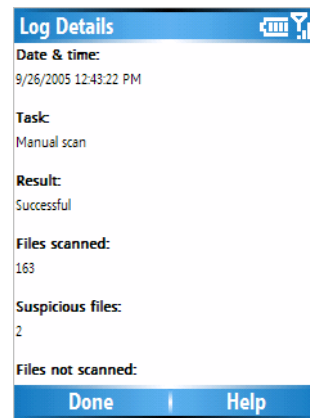 Log Details
Date & time:
9/26/2005 12:43:22 PM
Task:
Manual scan
Result:
Successful
Files scanned:
163
Suspicious files:
2
Files not scanned:
Done
Help